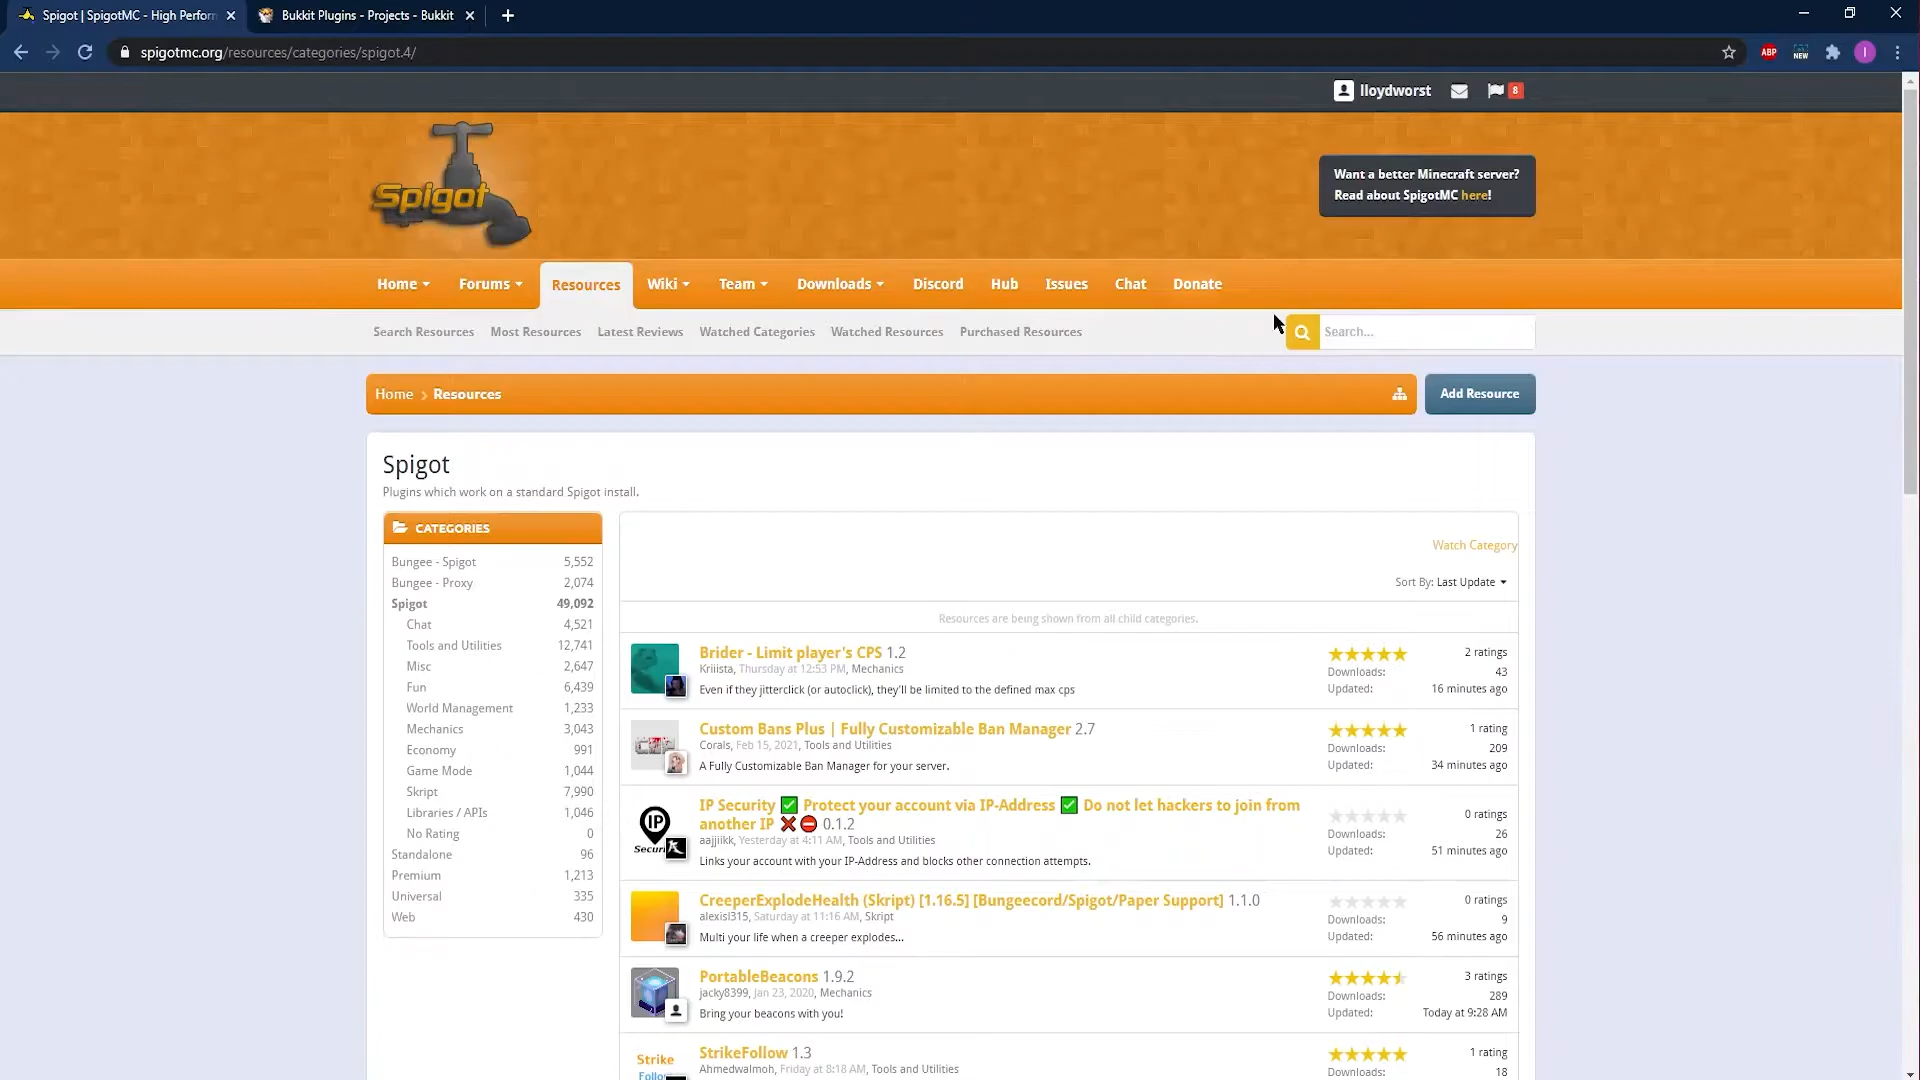 Spigot | SpigotMC - High Perform
Bukkit Plugins - Projects - Bukkit
spigotmc.org/resources/categories/spigot.4/
ABP
NEW
I
lloydworst
8
Spigot
Want a better Minecraft server?
Read about SpigotMC here!
Home
Forums
Resources
Wiki
Team
Downloads
Discord
Hub
Issues
Chat
Donate
Search Resources
Most Resources
Latest Reviews
Watched Categories
Watched Resources
Purchased Resources
Search...
Home
Resources
Add Resource
Spigot
Plugins which work on a standard Spigot install.
CATEGORIES
Bungee - Spigot 5,552
Bungee - Proxy 2,074
Spigot 49,092
Chat 4,521
Tools and Utilities 12,741
Misc 2,647
Fun 6,439
World Management 1,233
Mechanics 3,043
Economy 991
Game Mode 1,044
Skript 7,990
Libraries / APIs 1,046
No Rating 0
Standalone 96
Premium 1,213
Universal 335
Web 430
Watch Category
Sort By: Last Update
Resources are being shown from all child categories.
Brider - Limit player's CPS 1.2
Kriiista, Thursday at 12:53 PM, Mechanics
Even if they jitterclick (or autoclick), they'll be limited to the defined max cps
2 ratings
Downloads: 43
Updated: 16 minutes ago
Custom Bans Plus | Fully Customizable Ban Manager 2.7
Corals, Feb 15, 2021, Tools and Utilities
A Fully Customizable Ban Manager for your server.
1 rating
Downloads: 209
Updated: 34 minutes ago
IP
Securi
IP Security ✅ Protect your account via IP-Address ✅ Do not let hackers to join from
another IP ❌⛔ 0.1.2
aajjiikk, Yesterday at 4:11 AM, Tools and Utilities
Links your account with your IP-Address and blocks other connection attempts.
0 ratings
Downloads: 26
Updated: 51 minutes ago
CreeperExplodeHealth (Skript) [1.16.5] [Bungeecord/Spigot/Paper Support] 1.1.0
alexisl315, Saturday at 11:16 AM, Skript
Multi your life when a creeper explodes...
0 ratings
Downloads: 9
Updated: 56 minutes ago
PortableBeacons 1.9.2
jacky8399, Jan 23, 2020, Mechanics
Bring your beacons with you!
3 ratings
Downloads: 289
Updated: Today at 9:28 AM
Strike
Follo
StrikeFollow 1.3
Ahmedwalmoh, Friday at 8:18 AM, Tools and Utilities
1 rating
Downloads: 18